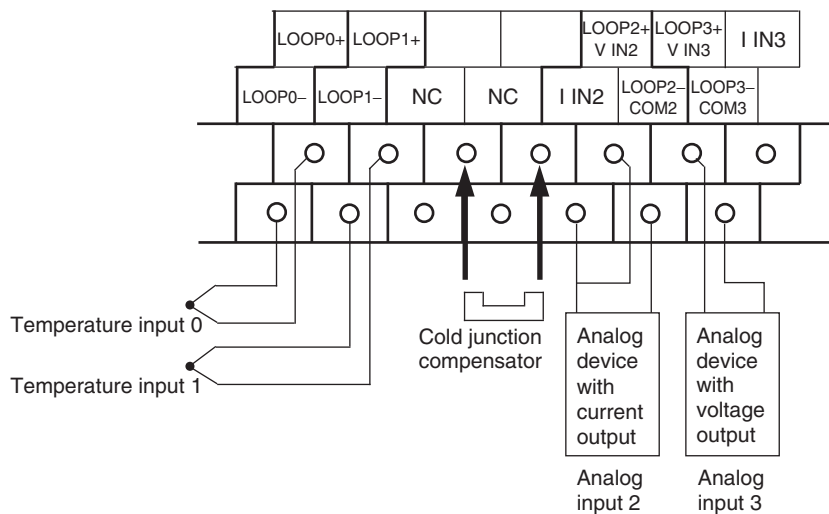 LOOP0+ LOOP1+ LOOP2+ LOOP3+ I IN3
V IN2 V IN3
LOOP0– LOOP1– NC NC I IN2 LOOP2– LOOP3–
COM2 COM3
Temperature input 0
Temperature input 1
Cold junction
compensator
Analog
device
with
current
output
Analog
input 2
Analog
device
with
voltage
output
Analog
input 3